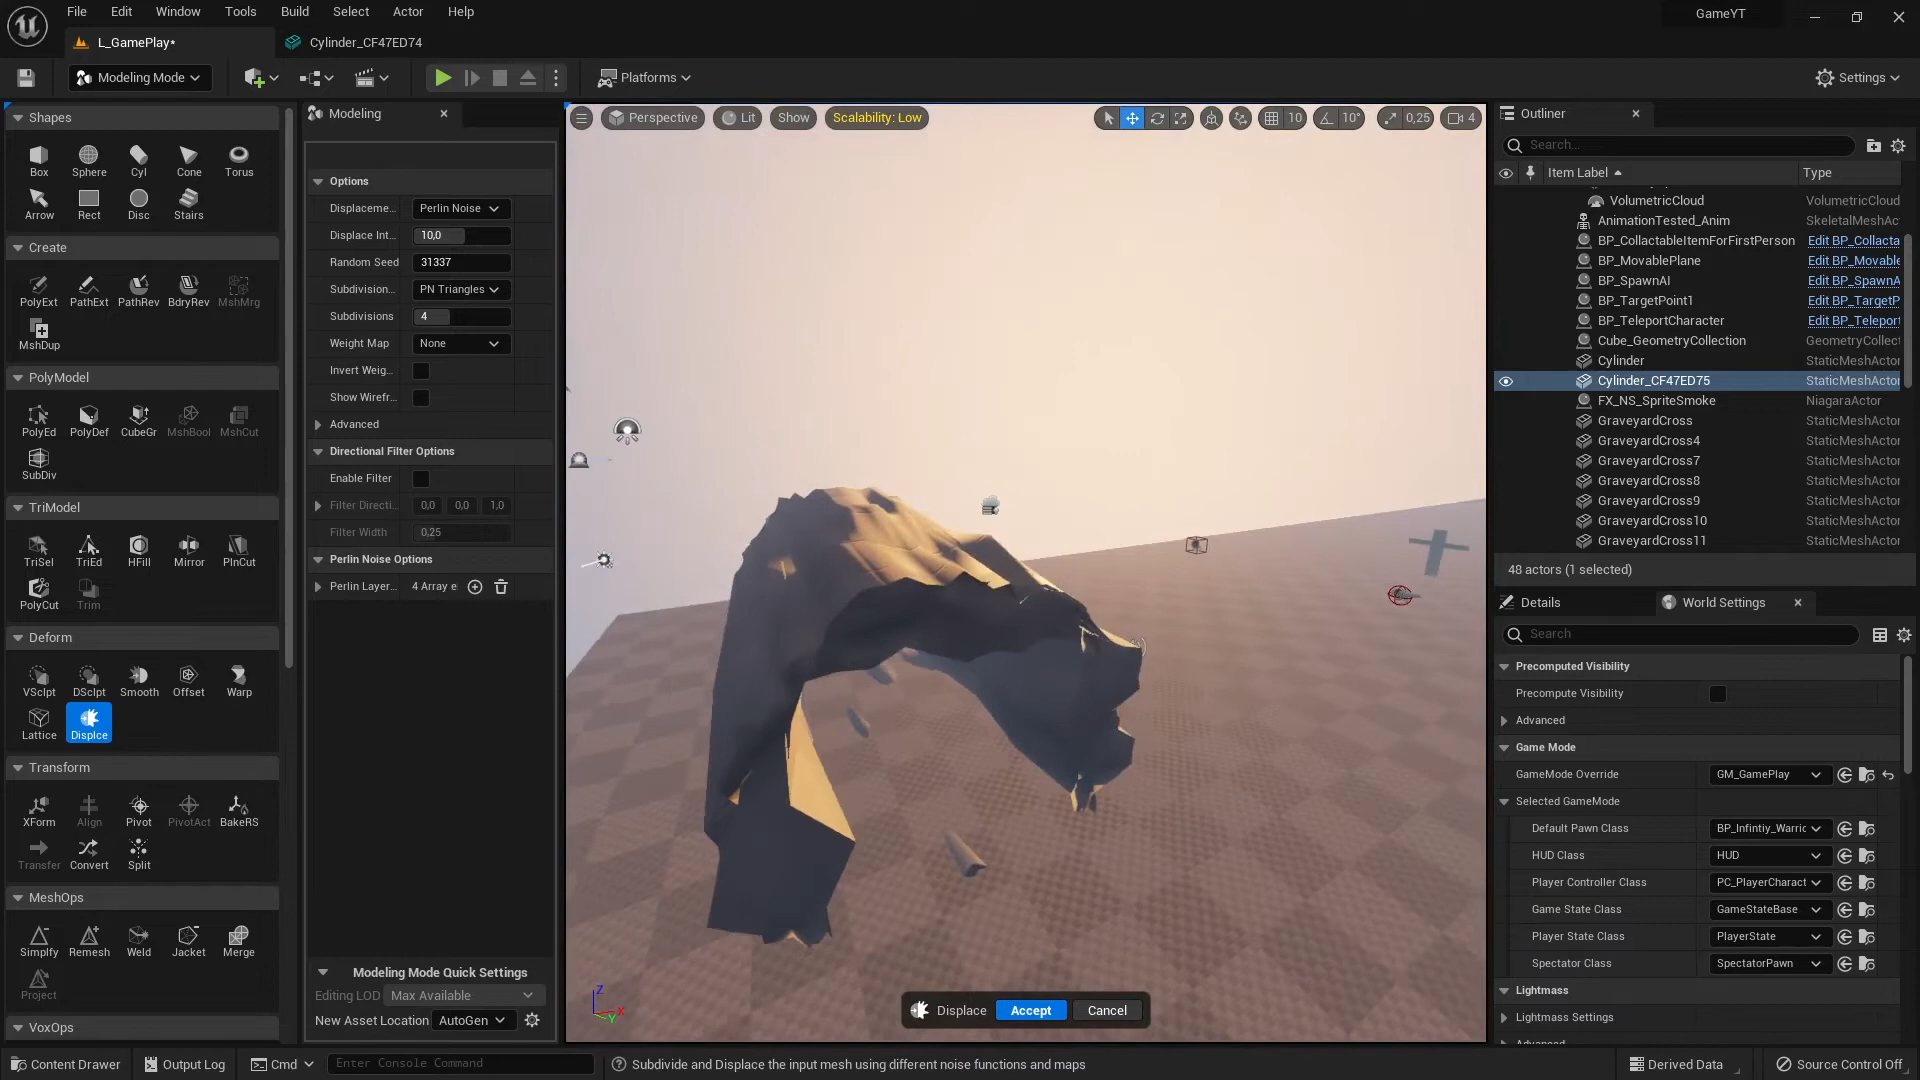 File Edit Window Tools Build Select Actor Help
GameYT
L_GamePlay*
Cylinder_CF47ED74
Modeling Mode
Platforms
Settings
Shapes
Box Sphere Cyl Cone Torus
Arrow Rect Disc Stairs
Create
PolyExt PathExt PathRev BdryRev MshMrg
MshDup
PolyModel
PolyEd PolyDef CubeGr MshBool MshCut
SubDiv
TriModel
TriSel TriEd HFill Mirror PlnCut
PolyCut Trim
Deform
VSclpt DSclpt Smooth Offset Warp
Lattice Displce
Transform
XForm Align Pivot PivotAct BakeRS
Transfer Convert Split
MeshOps
Simplfy Remesh Weld Jacket Merge
Project
VoxOps
Modeling
Options
Displaceme... Perlin Noise
Displace Int... 10,0
Random Seed 31337
Subdivision... PN Triangles
Subdivisions 4
Weight Map None
Invert Weig...
Show Wirefr...
Advanced
Directional Filter Options
Enable Filter
Filter Directi... 0,0 0,0 1,0
Filter Width 0,25
Perlin Noise Options
Perlin Layer... 4 Array e
Modeling Mode Quick Settings
Editing LOD Max Available
New Asset Location AutoGen
Perspective Lit Show Scalability: Low
10 10° 0,25 4
Z
X
Y
Displace Accept Cancel
Outliner
Search...
Item Label Type
VolumetricCloud VolumetricCloud
AnimationTested_Anim SkeletalMeshAc
BP_CollactableItemForFirstPerson Edit BP_Collacta
BP_MovablePlane Edit BP_Movable
BP_SpawnAI Edit BP_SpawnA
BP_TargetPoint1 Edit BP_TargetP
BP_TeleportCharacter Edit BP_Teleport
Cube_GeometryCollection GeometryCollect
Cylinder StaticMeshActor
Cylinder_CF47ED75 StaticMeshActor
FX_NS_SpriteSmoke NiagaraActor
GraveyardCross StaticMeshActor
GraveyardCross4 StaticMeshActor
GraveyardCross7 StaticMeshActor
GraveyardCross8 StaticMeshActor
GraveyardCross9 StaticMeshActor
GraveyardCross10 StaticMeshActor
GraveyardCross11 StaticMeshActor
48 actors (1 selected)
Details World Settings
Search
Precomputed Visibility
Precompute Visibility
Advanced
Game Mode
GameMode Override GM_GamePlay
Selected GameMode
Default Pawn Class BP_Infintiy_Warric
HUD Class HUD
Player Controller Class PC_PlayerCharact
Game State Class GameStateBase
Player State Class PlayerState
Spectator Class SpectatorPawn
Lightmass
Lightmass Settings
Advanced
Content Drawer Output Log Cmd Enter Console Command
Subdivide and Displace the input mesh using different noise functions and maps
Derived Data Source Control Off